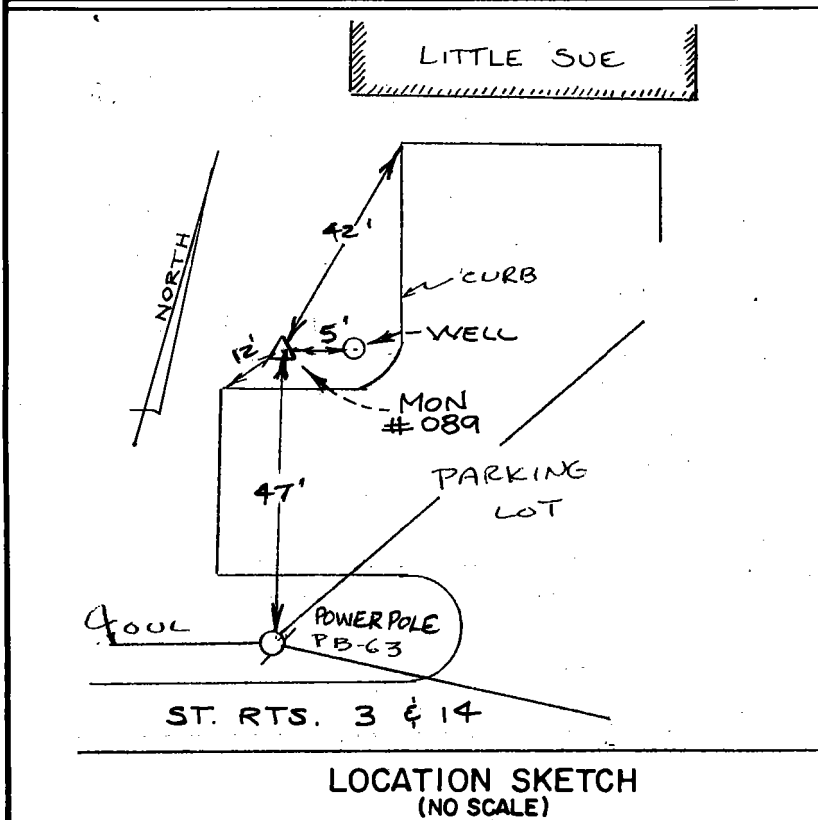 LITTLE SUE
42'
NORTH
CURB
5'
WELL
12'
MON
# 089
47'
PARKING
LOT
℄ OUL
POWER POLE
PB-63
ST. RTS. 3 & 14
LOCATION SKETCH
(NO SCALE)